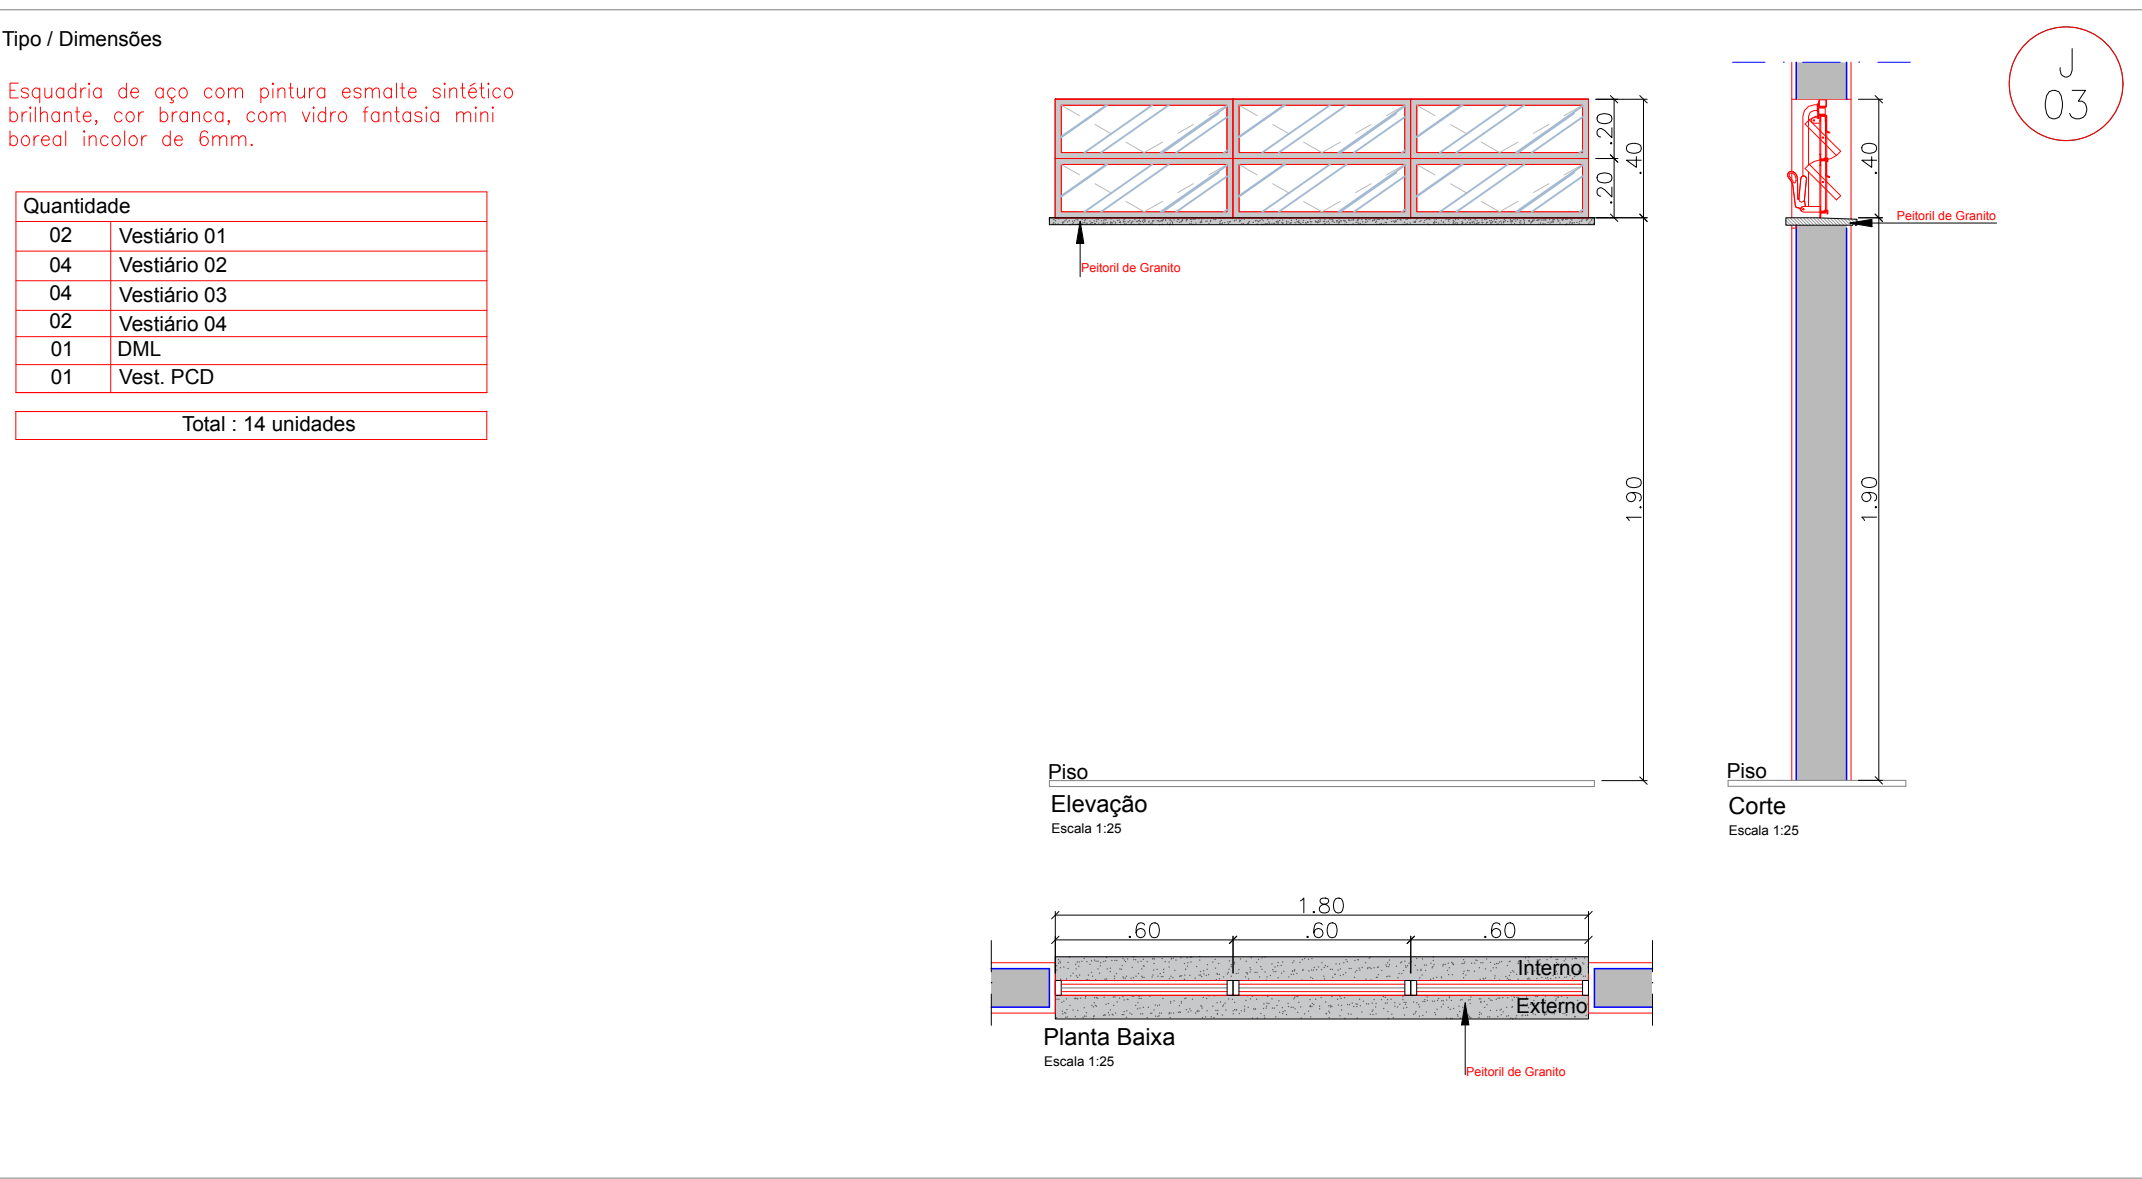 Tipo / Dimensões
Esquadria de aço com pintura esmalte sintético
brilhante, cor branca, com vidro fantasia mini
boreal incolor de 6mm.
Quantidade
02 Vestiário 01
04 Vestiário 02
04 Vestiário 03
02 Vestiário 04
01 DML
01 Vest. PCD
Total : 14 unidades
.20
.20
.40
1.90
Peitoril de Granito
Piso
Elevação
Escala 1:25
J
03
.40
Peitoril de Granito
1.90
Piso
Corte
Escala 1:25
1.80
.60 .60 .60
Interno
Externo
Planta Baixa
Escala 1:25
Peitoril de Granito